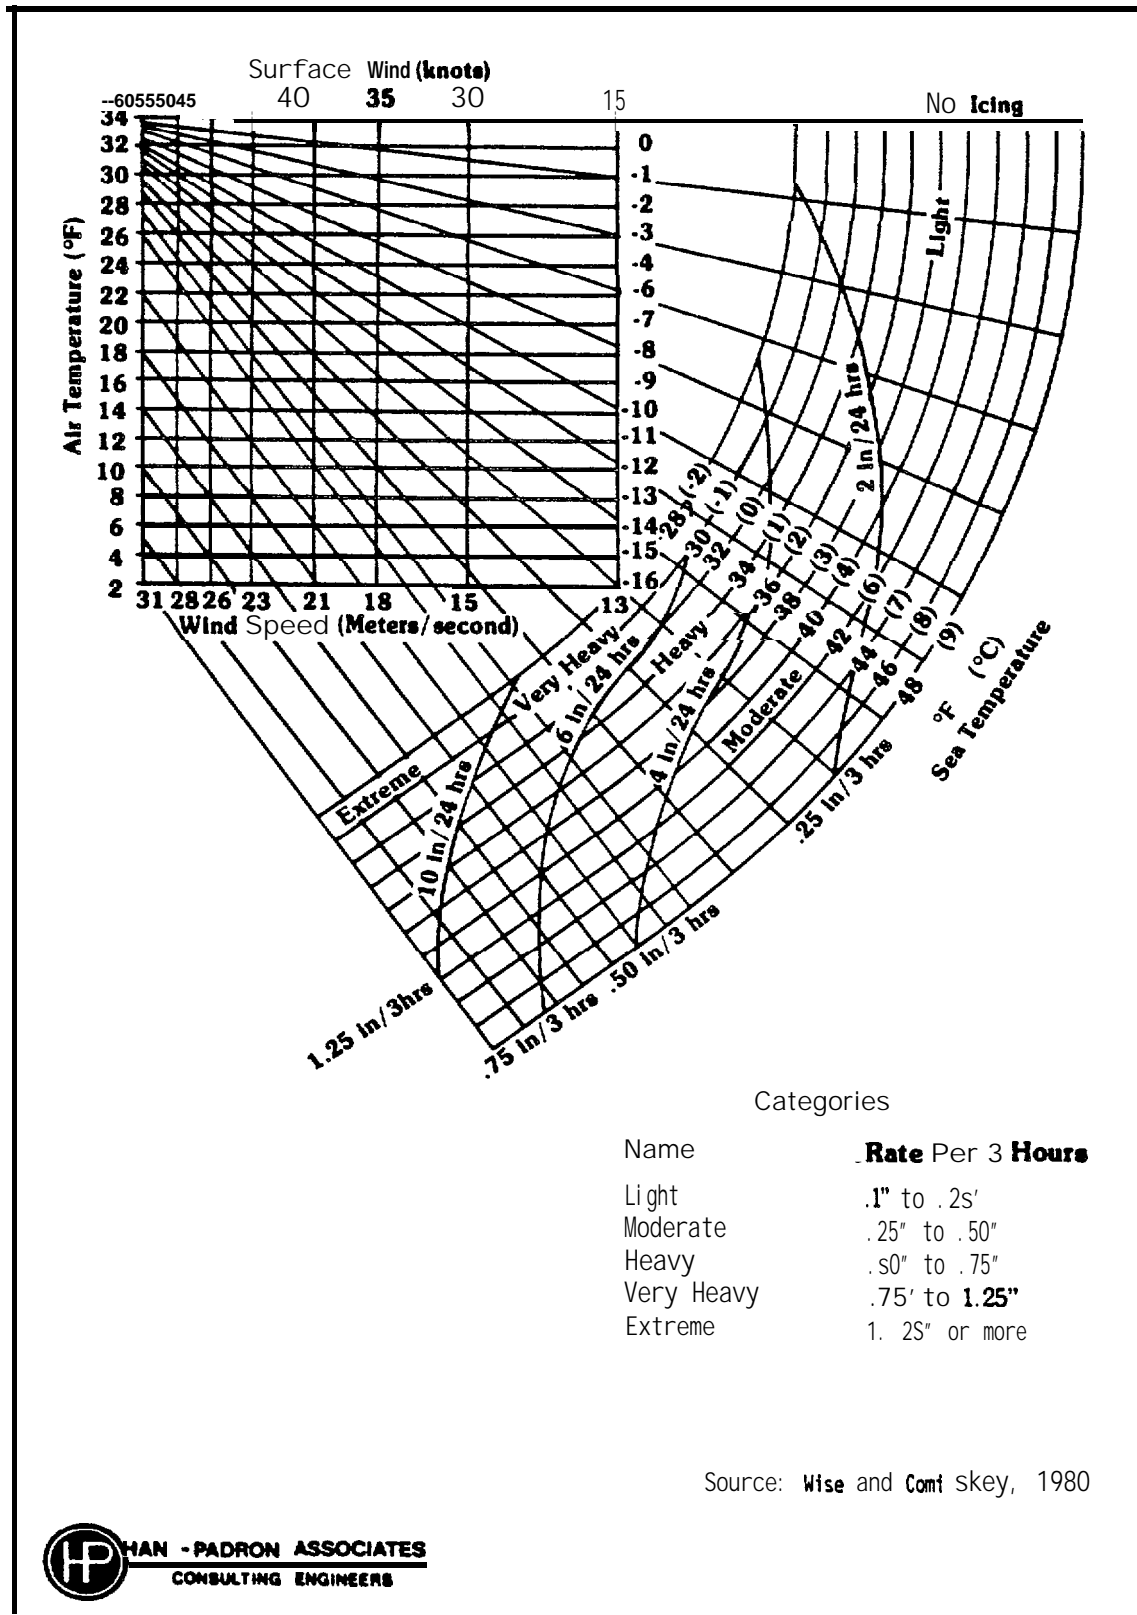 Surface Wind (knots)
--60555045 40 35 30 15 No Icing
34
32
30
28
26
24
22
20
18
16
14
12
10
8
6
4
2
Air Temperature (°F)
0
-1
-2
-3
-4
-6
-7
-8
-9
-10
-11
-12
-13
-14
-15
-16
31 28 26 23 21 18 15 13
Wind Speed (Meters/second)
Light
2 in/24 hrs
28 (-2)
30 (-1)
32 (0)
34 (1)
36 (2)
38 (3)
40 (4)
42 (6)
44 (7)
46 (8)
48 (9)
°F (°C)
Sea Temperature
Very Heavy
Heavy
Moderate
Extreme
6 in/24 hrs
4 in/24 hrs
10 in/24 hrs
.25 in/3 hrs
.50 in/3 hrs
.75 in/3 hrs
1.25 in/3hrs
Categories
Name .Rate Per 3 Hours
Light .1" to .2s'
Moderate .25" to .50"
Heavy .s0" to .75"
Very Heavy .75' to 1.25"
Extreme 1. 2S" or more
Source: Wise and Comi skey, 1980
HP
HAN - PADRON ASSOCIATES
CONSULTING ENGINEERS